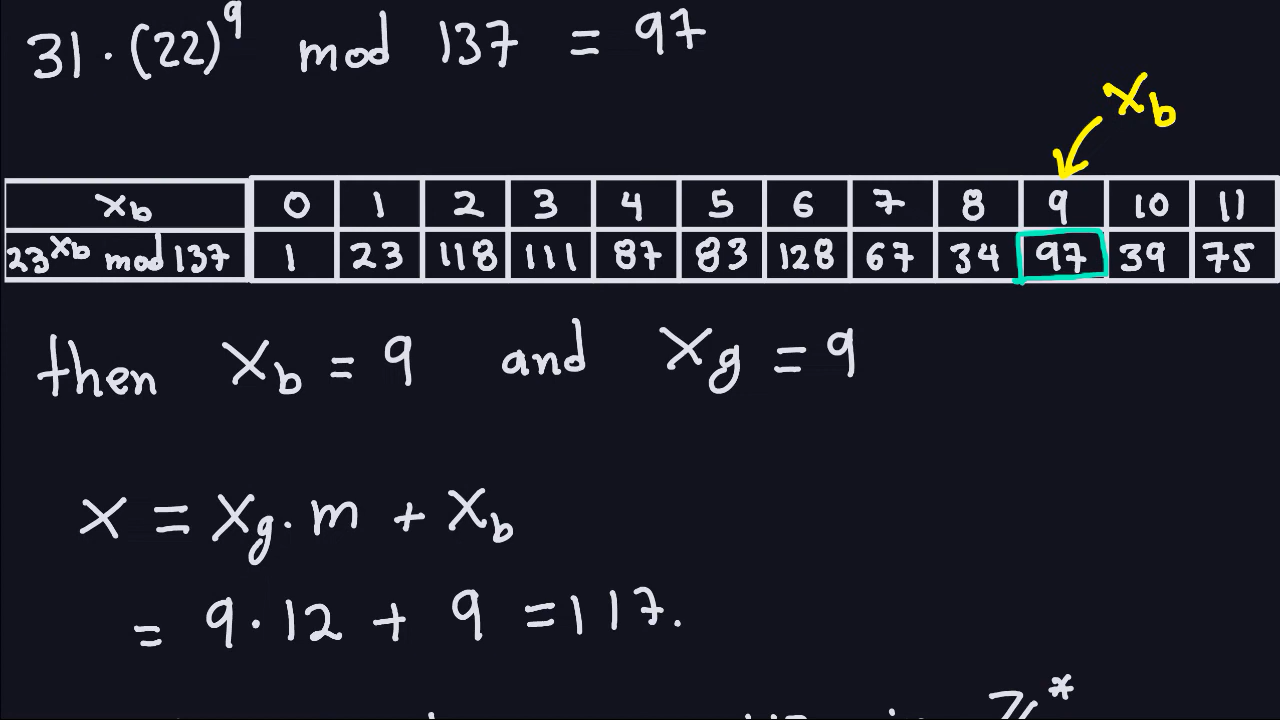 31 · (22)⁹ mod 137 = 97
x_b
x_b 0 1 2 3 4 5 6 7 8 9 10 11
23^x_b mod 137 1 23 118 111 87 83 128 67 34 97 39 75
then x_b = 9 and x_g = 9
x = x_g · m + x_b
= 9 · 12 + 9 = 117.